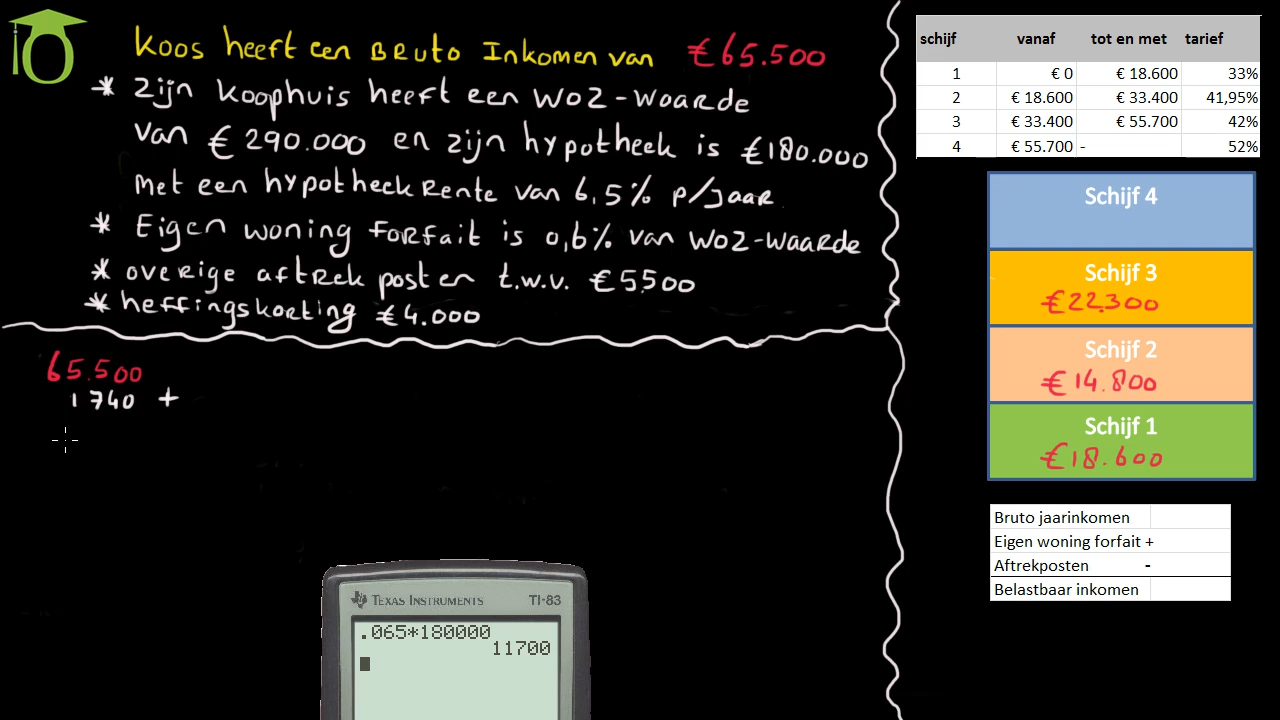 Koos heeft een Bruto Inkomen van €65.500
* Zijn koophuis heeft een WOZ-waarde
van € 290.000 en zijn hypotheek is €180.000
Met een hypotheekRente van 6,5% p/Jaar
* Eigen woning forfait is 0,6% van WOZ-waarde
* overige aftrekposten t.w.v. €5500
* heffingskorting €4.000
65.500
1740 +
schijf vanaf tot en met tarief
1 € 0 € 18.600 33%
2 € 18.600 € 33.400 41,95%
3 € 33.400 € 55.700 42%
4 € 55.700 - 52%
Schijf 4
Schijf 3
€22.300
Schijf 2
€14.800
Schijf 1
€18.600
Bruto jaarinkomen
Eigen woning forfait +
Aftrekposten -
Belastbaar inkomen
TEXAS INSTRUMENTS TI-83
.065*180000
11700